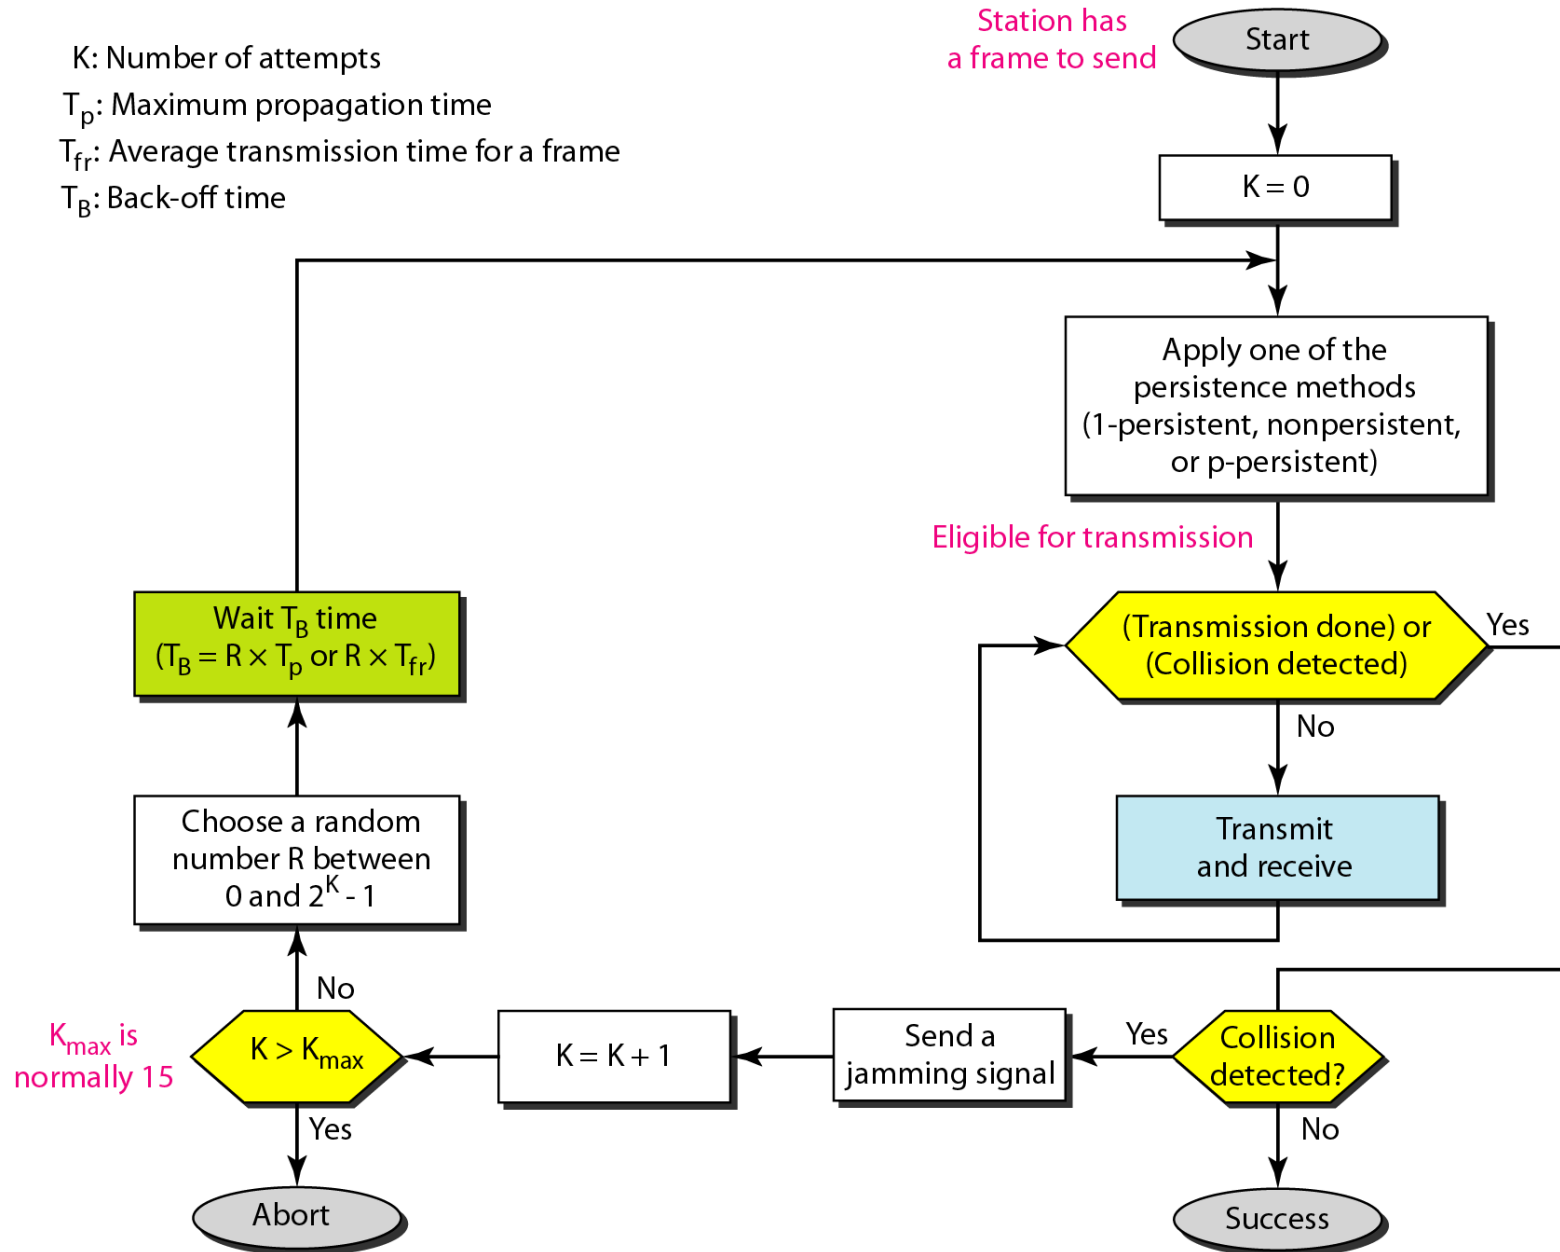 K: Number of attempts
Tp: Maximum propagation time
Tfr: Average transmission time for a frame
TB: Back-off time
Station has
a frame to send
Start
K = 0
Apply one of the
persistence methods
(1-persistent, nonpersistent,
or p-persistent)
Eligible for transmission
(Transmission done) or
(Collision detected)
Yes
No
Transmit
and receive
Wait TB time
(TB = R × Tp or R × Tfr)
Choose a random
number R between
0 and 2^K - 1
No
Kmax is
normally 15
K > Kmax
K = K + 1
Send a
jamming signal
Yes
Collision
detected?
Yes
No
Abort
Success